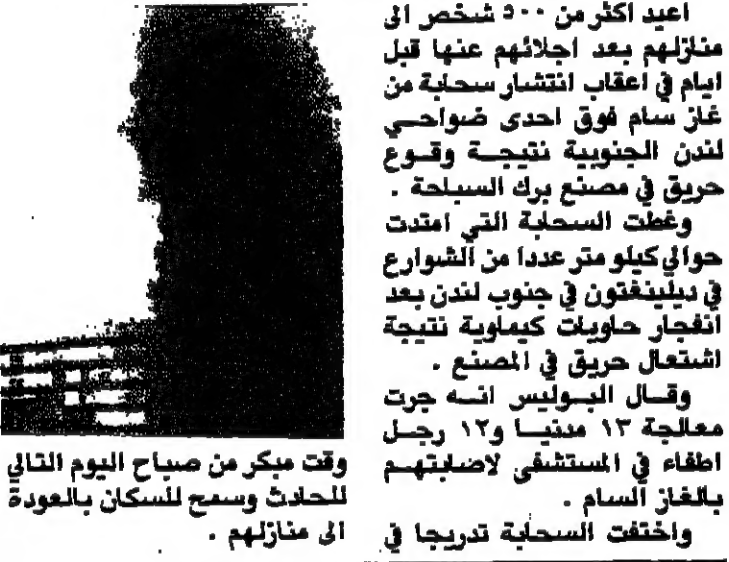 اعيد اكثر من ٥٠٠ شخص الى
منازلهم بعد اجلائهم عنها قبل
ايام في اعقاب انتشار سحابة من
غاز سام فوق احدى ضواحي
لندن الجنوبية نتيجة وقوع
حريق في مصنع برك السباحة .
وغطت السحابة التي امتدت
حوالي كيلو متر عددا من الشوارع
في ديلينغتون في جنوب لندن بعد
انفجار حاويات كيماوية نتيجة
اشتعال حريق في المصنع .
وقال البوليس انه جرت
معالجة ١٣ مدنيا و١٢ رجل
اطفاء في المستشفى لاصابتهم
بالغاز السام .
واختفت السحابة تدريجا في
وقت مبكر من صباح اليوم التالي
للحادث وسمح للسكان بالعودة
الى منازلهم .